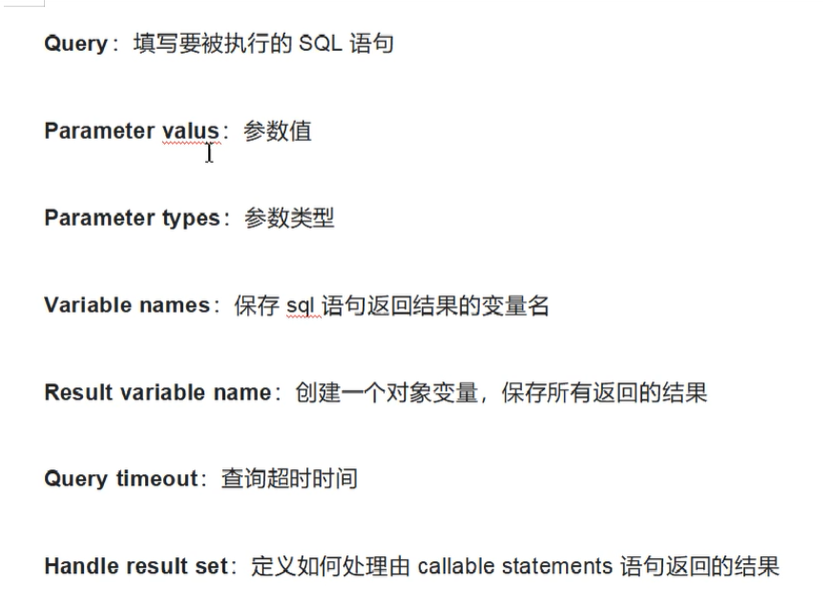 Query：填写要被执行的 SQL 语句
Parameter valus：参数值
Parameter types：参数类型
Variable names：保存 sql 语句返回结果的变量名
Result variable name：创建一个对象变量，保存所有返回的结果
Query timeout：查询超时时间
Handle result set：定义如何处理由 callable statements 语句返回的结果